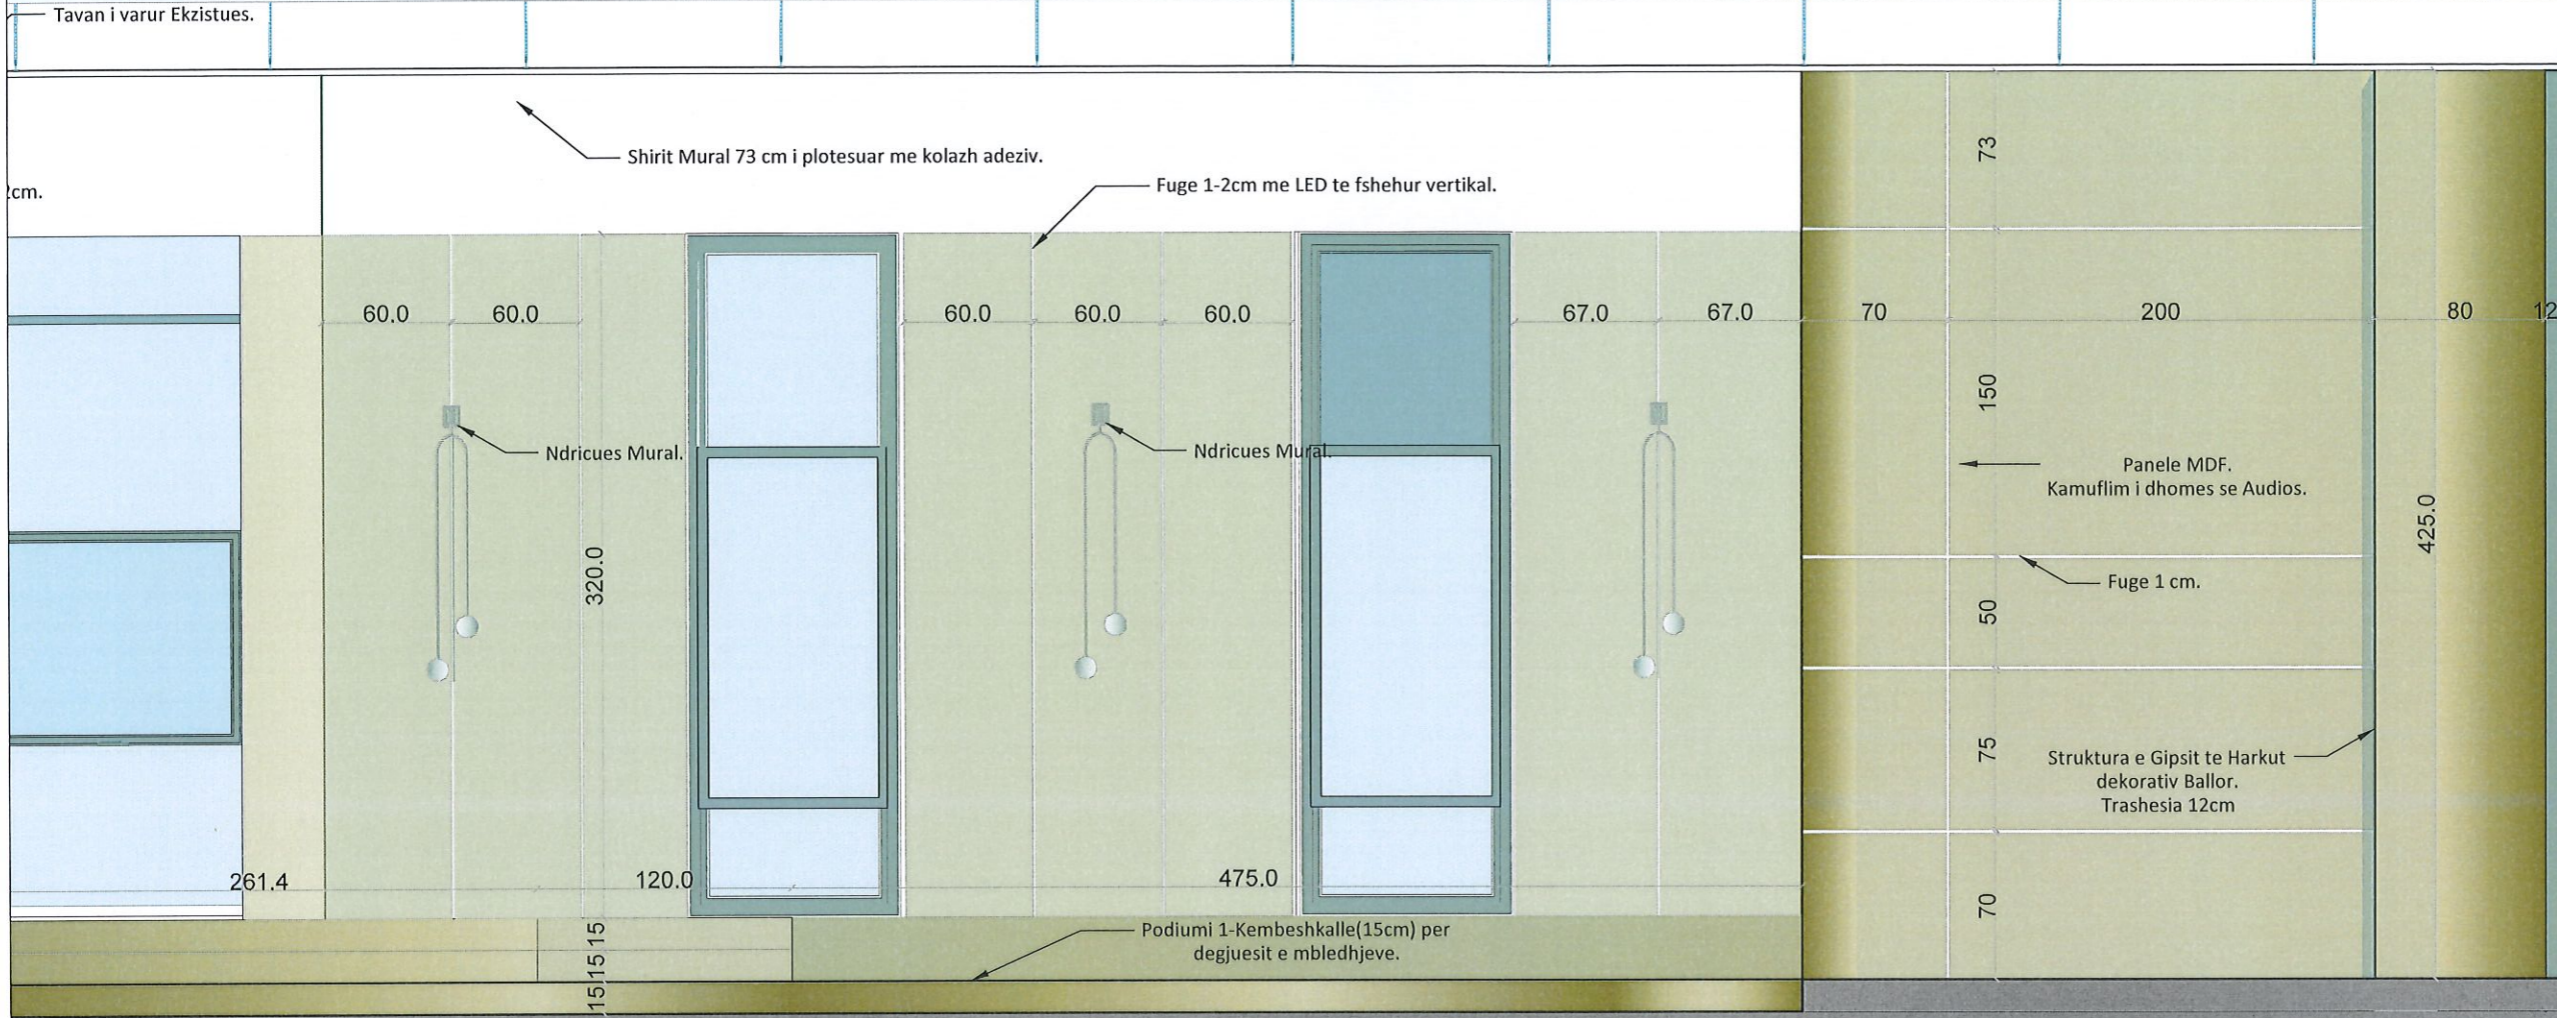 Tavan i varur Ekzistues.
Shirit Mural 73 cm i plotesuar me kolazh adeziv.
Fuge 1-2cm me LED te fshehur vertikal.
cm.
73
60.0
60.0
60.0
60.0
60.0
67.0
67.0
70
200
80
12
150
Ndricues Mural.
Ndricues Mural.
Panele MDF.
Kamuflim i dhomes se Audios.
425.0
320.0
Fuge 1 cm.
50
75
Struktura e Gipsit te Harkut
dekorativ Ballor.
Trashesia 12cm
261.4
120.0
475.0
70
15
15
15
Podiumi 1-Kembeshkalle(15cm) per
degjuesit e mbledhjeve.